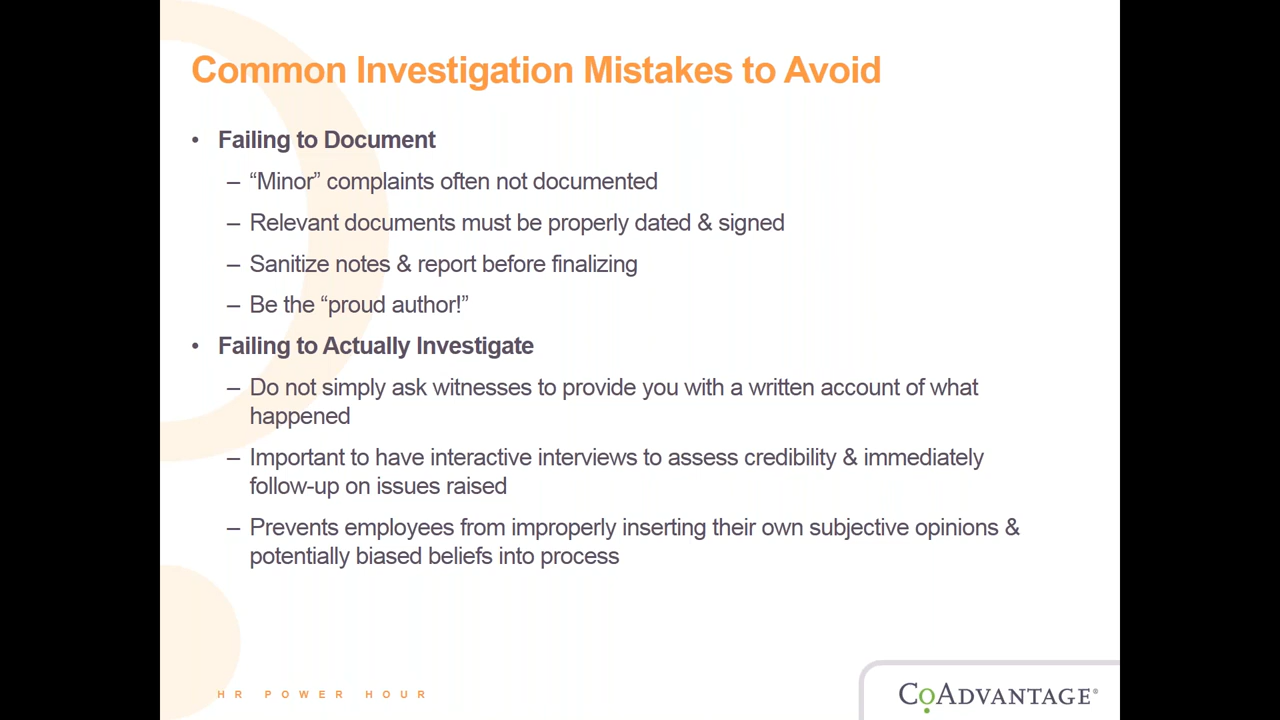 Common Investigation Mistakes to Avoid
• Failing to Document
– “Minor” complaints often not documented
– Relevant documents must be properly dated & signed
– Sanitize notes & report before finalizing
– Be the “proud author!”
• Failing to Actually Investigate
– Do not simply ask witnesses to provide you with a written account of what
happened
– Important to have interactive interviews to assess credibility & immediately
follow-up on issues raised
– Prevents employees from improperly inserting their own subjective opinions &
potentially biased beliefs into process
HR POWER HOUR
CoAdvantage®